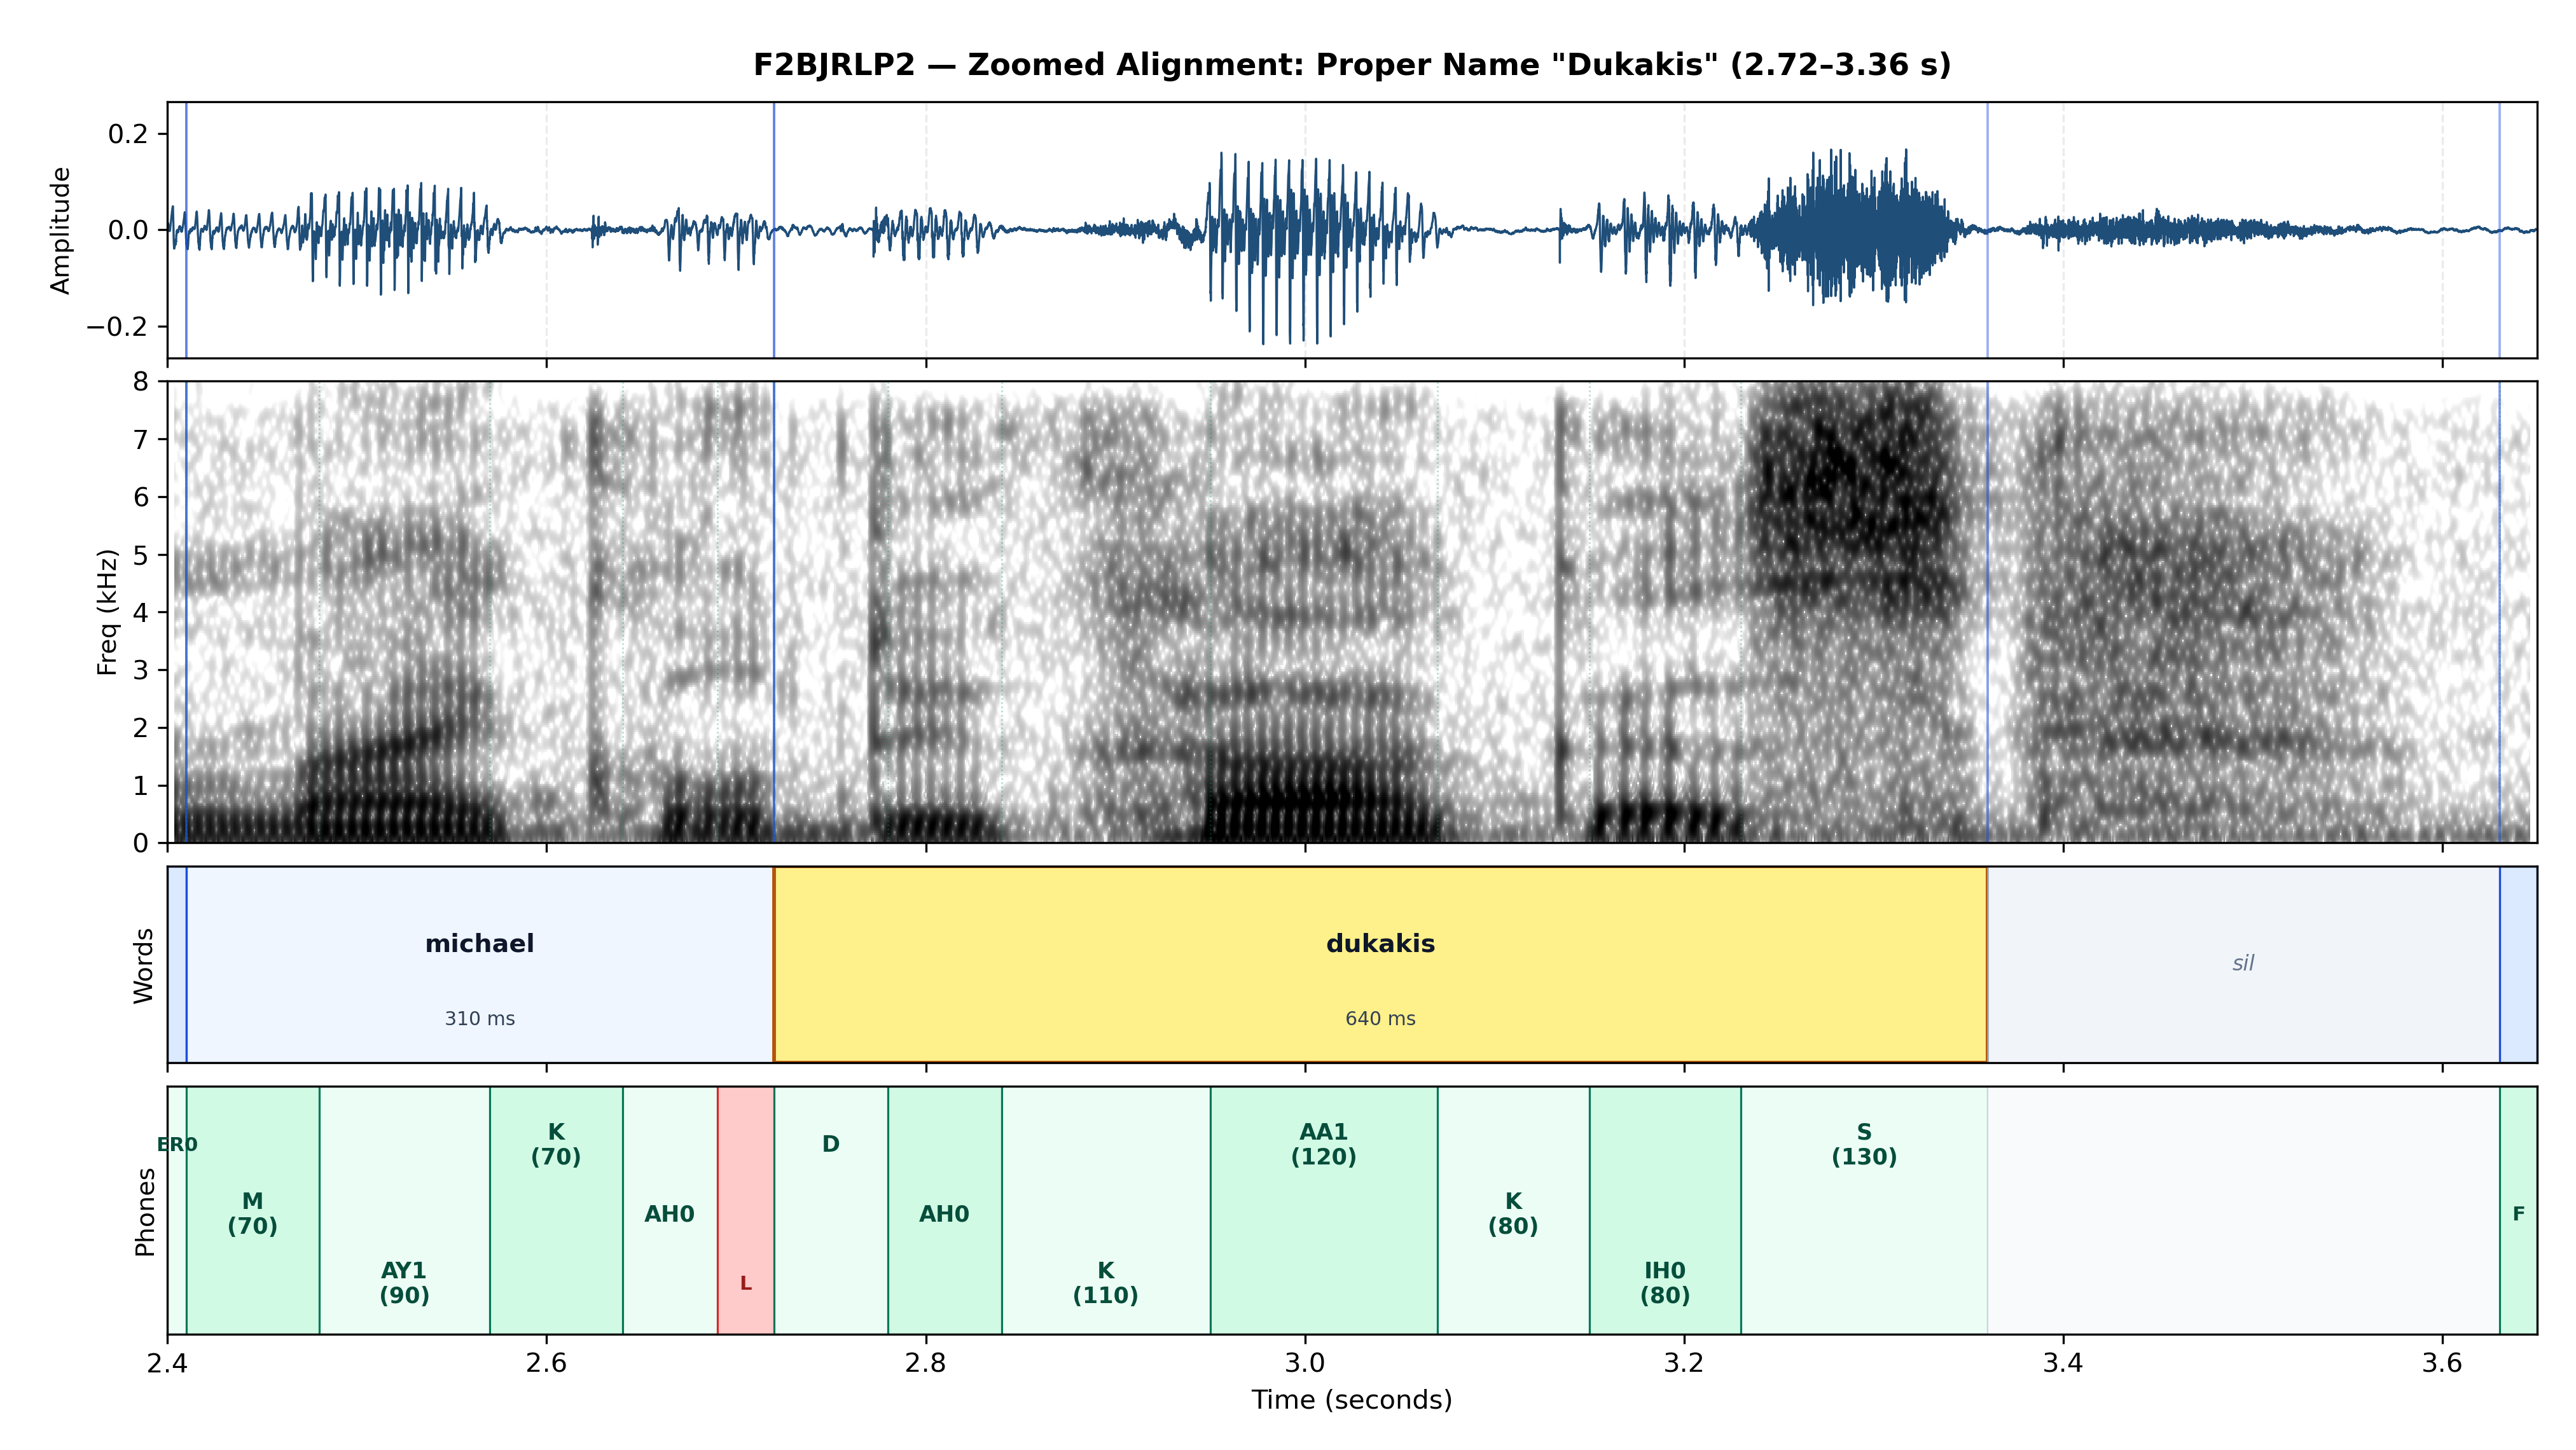 F2BJRLP2 — Zoomed Alignment: Proper Name "Dukakis" (2.72–3.36 s)
Amplitude
0.2
0.0
−0.2
Freq (kHz)
8
7
6
5
4
3
2
1
0
Words
michael
310 ms
dukakis
640 ms
sil
Phones
ER0
M
(70)
AY1
(90)
K
(70)
AH0
L
D
AH0
K
(110)
AA1
(120)
K
(80)
IH0
(80)
S
(130)
F
2.4 2.6 2.8 3.0 3.2 3.4 3.6
Time (seconds)